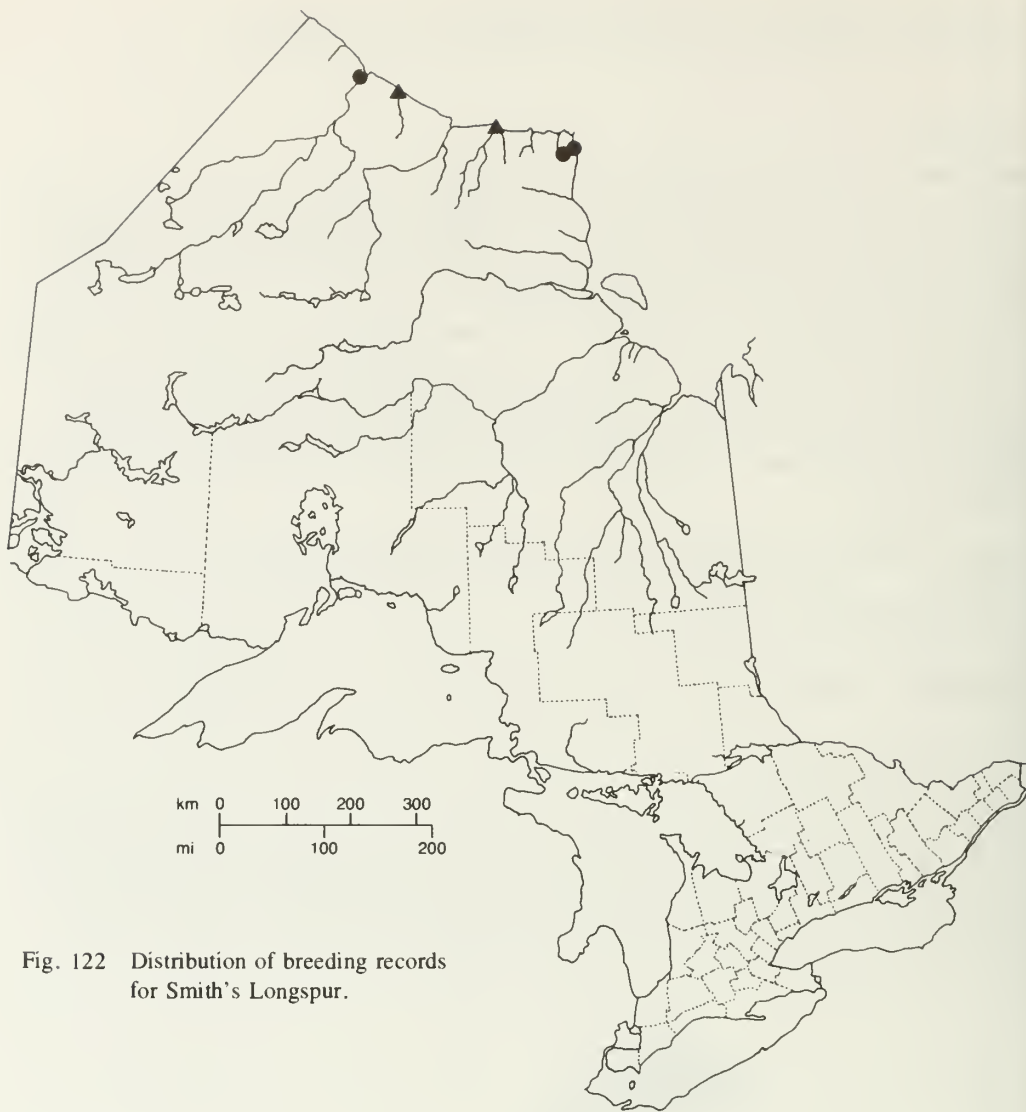 km 0 100 200 300
mi 0 100 200
Fig. 122 Distribution of breeding records
for Smith's Longspur.